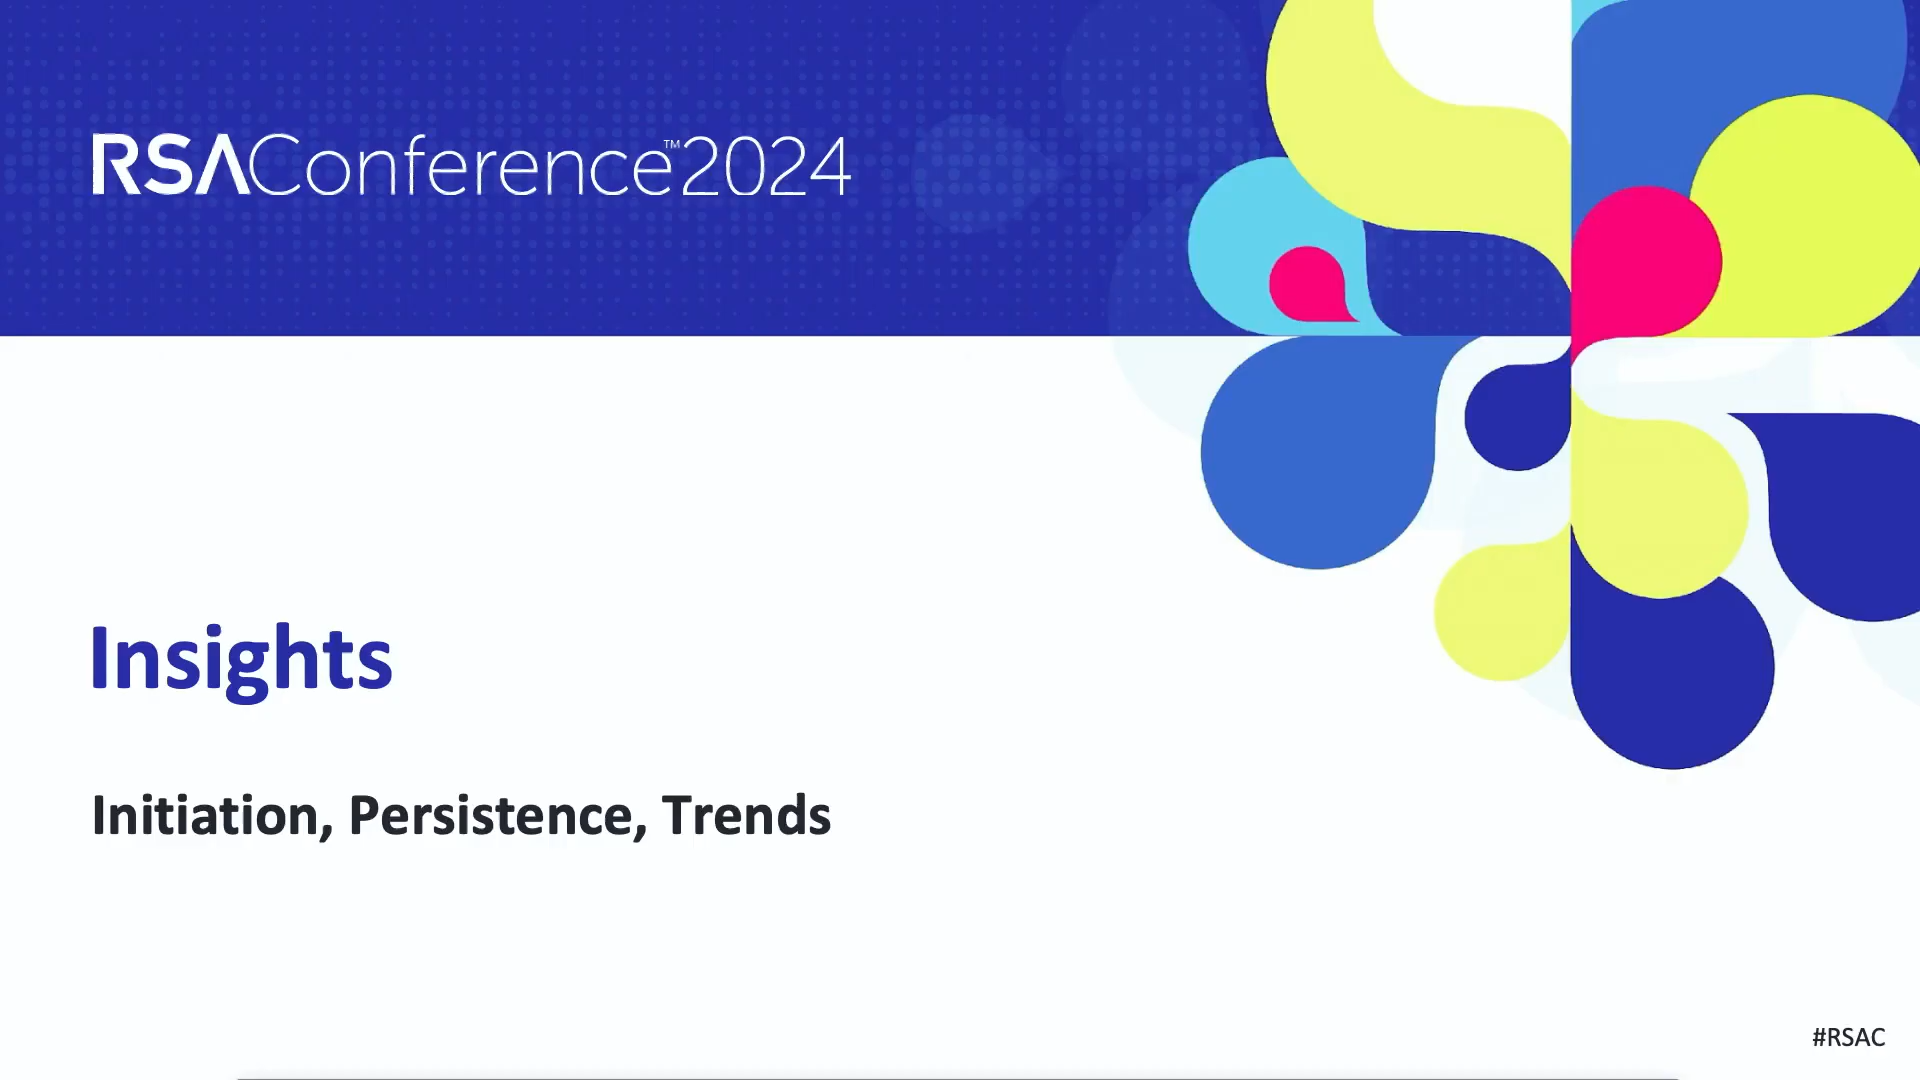 RSAConference™2024
Insights
Initiation, Persistence, Trends
#RSAC